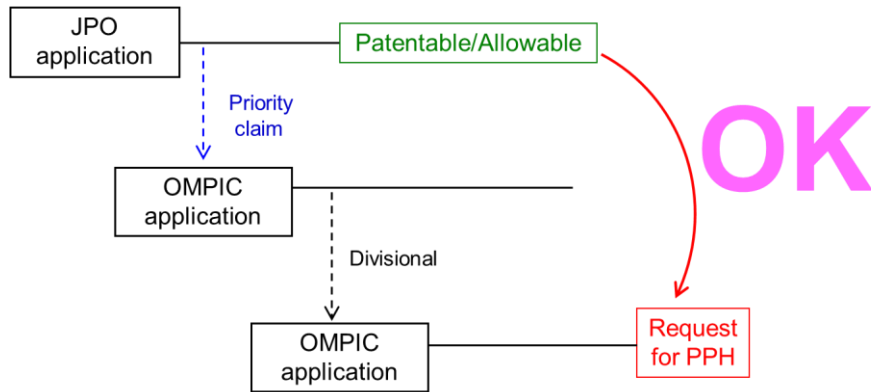 JPO
application
Patentable/Allowable
Priority
claim
OK
OMPIC
application
Divisional
OMPIC
application
Request
for PPH